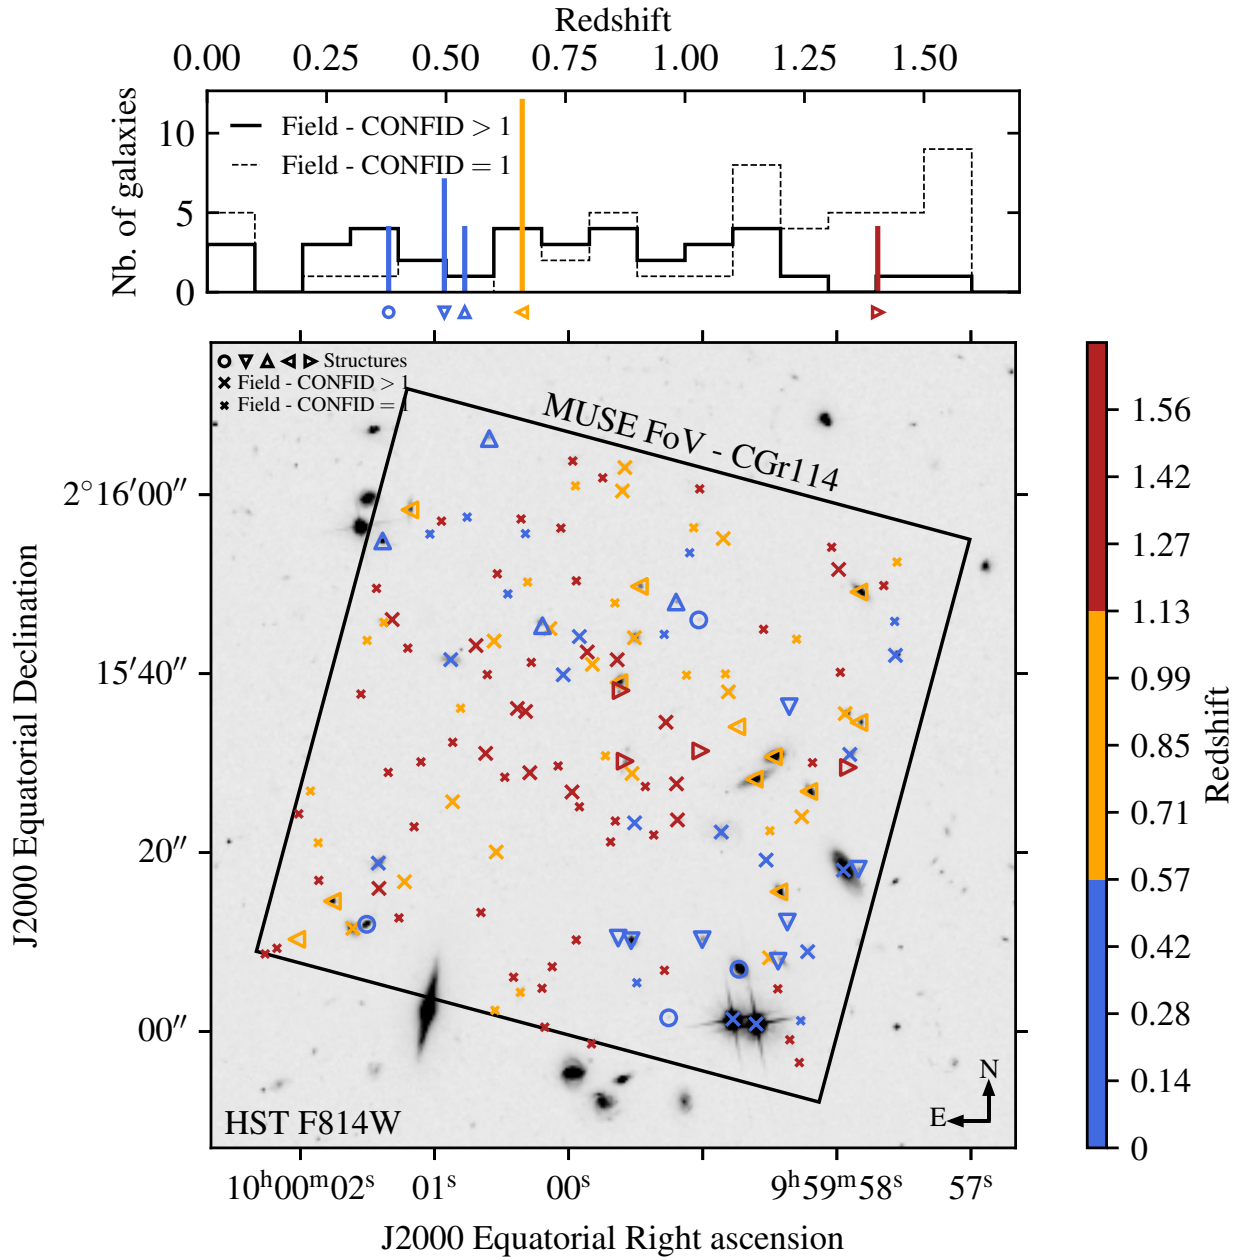 Redshift
0.00 0.25 0.50 0.75 1.00 1.25 1.50
Nb. of galaxies
10
5
0
Field - CONFID > 1
Field - CONFID = 1
Structures
Field - CONFID > 1
Field - CONFID = 1
MUSE FoV - CGr114
2°16′00″
15′40″
20″
00″
J2000 Equatorial Declination
HST F814W
N
E
10ʰ00ᵐ02ˢ 01ˢ 00ˢ 9ʰ59ᵐ58ˢ 57ˢ
J2000 Equatorial Right ascension
1.56
1.42
1.27
1.13
0.99
0.85
0.71
0.57
0.42
0.28
0.14
0
Redshift